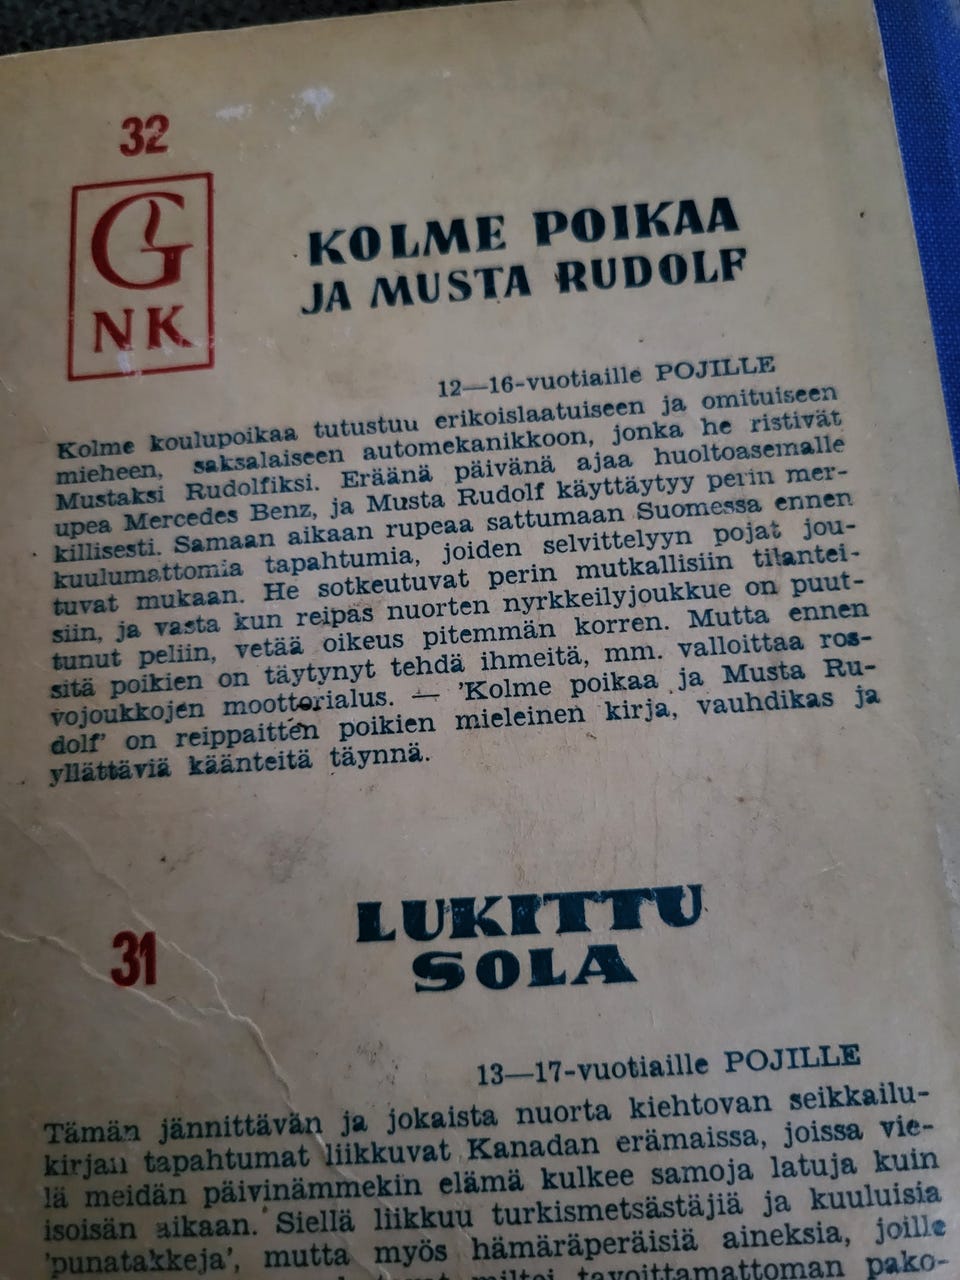 32
G
NK
KOLME POIKAA
JA MUSTA RUDOLF
12—16-vuotiaille POJILLE
Kolme koulupoikaa tutustuu erikoislaatuiseen ja omituiseen
mieheen, saksalaiseen automekanikkoon, jonka he ristivät
Mustaksi Rudolfiksi. Eräänä päivänä ajaa huoltoasemalle
upea Mercedes Benz, ja Musta Rudolf käyttäytyy perin mer-
killisesti. Samaan aikaan rupeaa sattumaan Suomessa ennen
kuulumattomia tapahtumia, joiden selvittelyyn pojat jou-
tuvat mukaan. He sotkeutuvat perin mutkallisiin tilantei-
siin, ja vasta kun reipas nuorten nyrkkeilyjoukkue on puut-
tunut peliin, vetää oikeus pitemmän korren. Mutta ennen
sitä poikien on täytynyt tehdä ihmeitä, mm. valloittaa ros-
vojoukkojen moottorialus. — 'Kolme poikaa ja Musta Ru-
dolf' on reippaitten poikien mieleinen kirja, vauhdikas ja
yllättäviä käänteitä täynnä.
31
LUKITTU
SOLA
13—17-vuotiaille POJILLE
Tämän jännittävän ja jokaista nuorta kiehtovan seikkailu-
kirjan tapahtumat liikkuvat Kanadan erämaissa, joissa vie-
lä meidän päivinämmekin elämä kulkee samoja latuja kuin
isoisän aikaan. Siellä liikkuu turkismetsästäjiä ja kuuluisia
'punatakkeja', mutta myös hämäräperäisiä aineksia, joille
miltei tavoittamattoman pako-